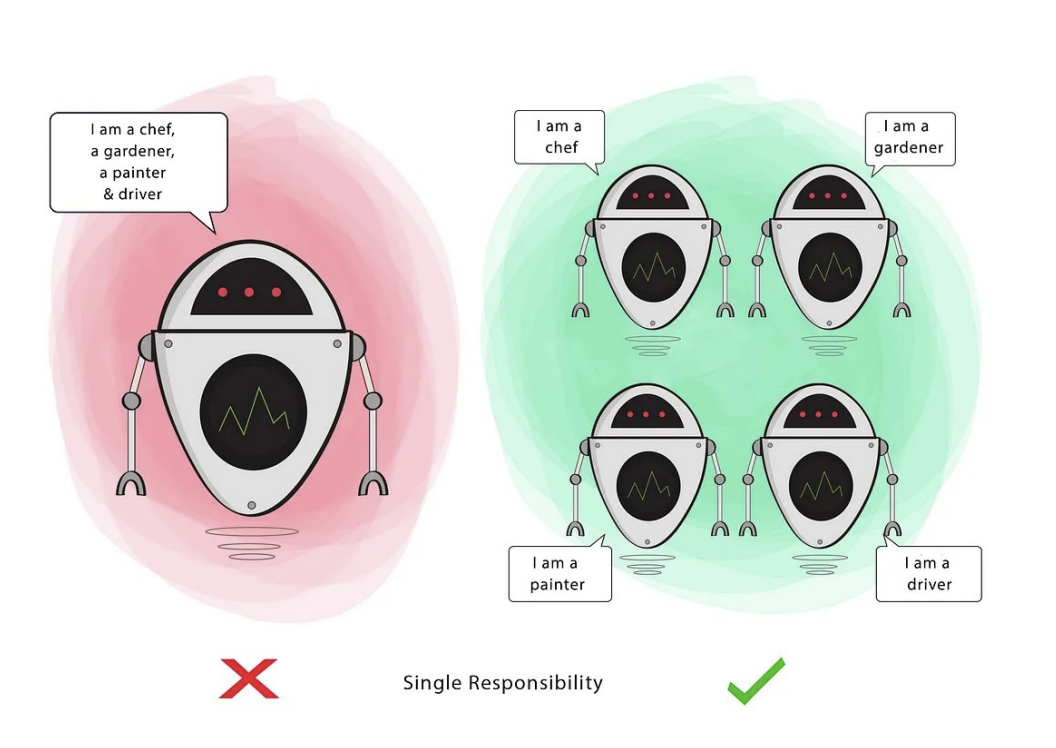 I am a chef,
a gardener,
a painter
& driver
I am a
chef
I am a
gardener
I am a
painter
I am a
driver
Single Responsibility